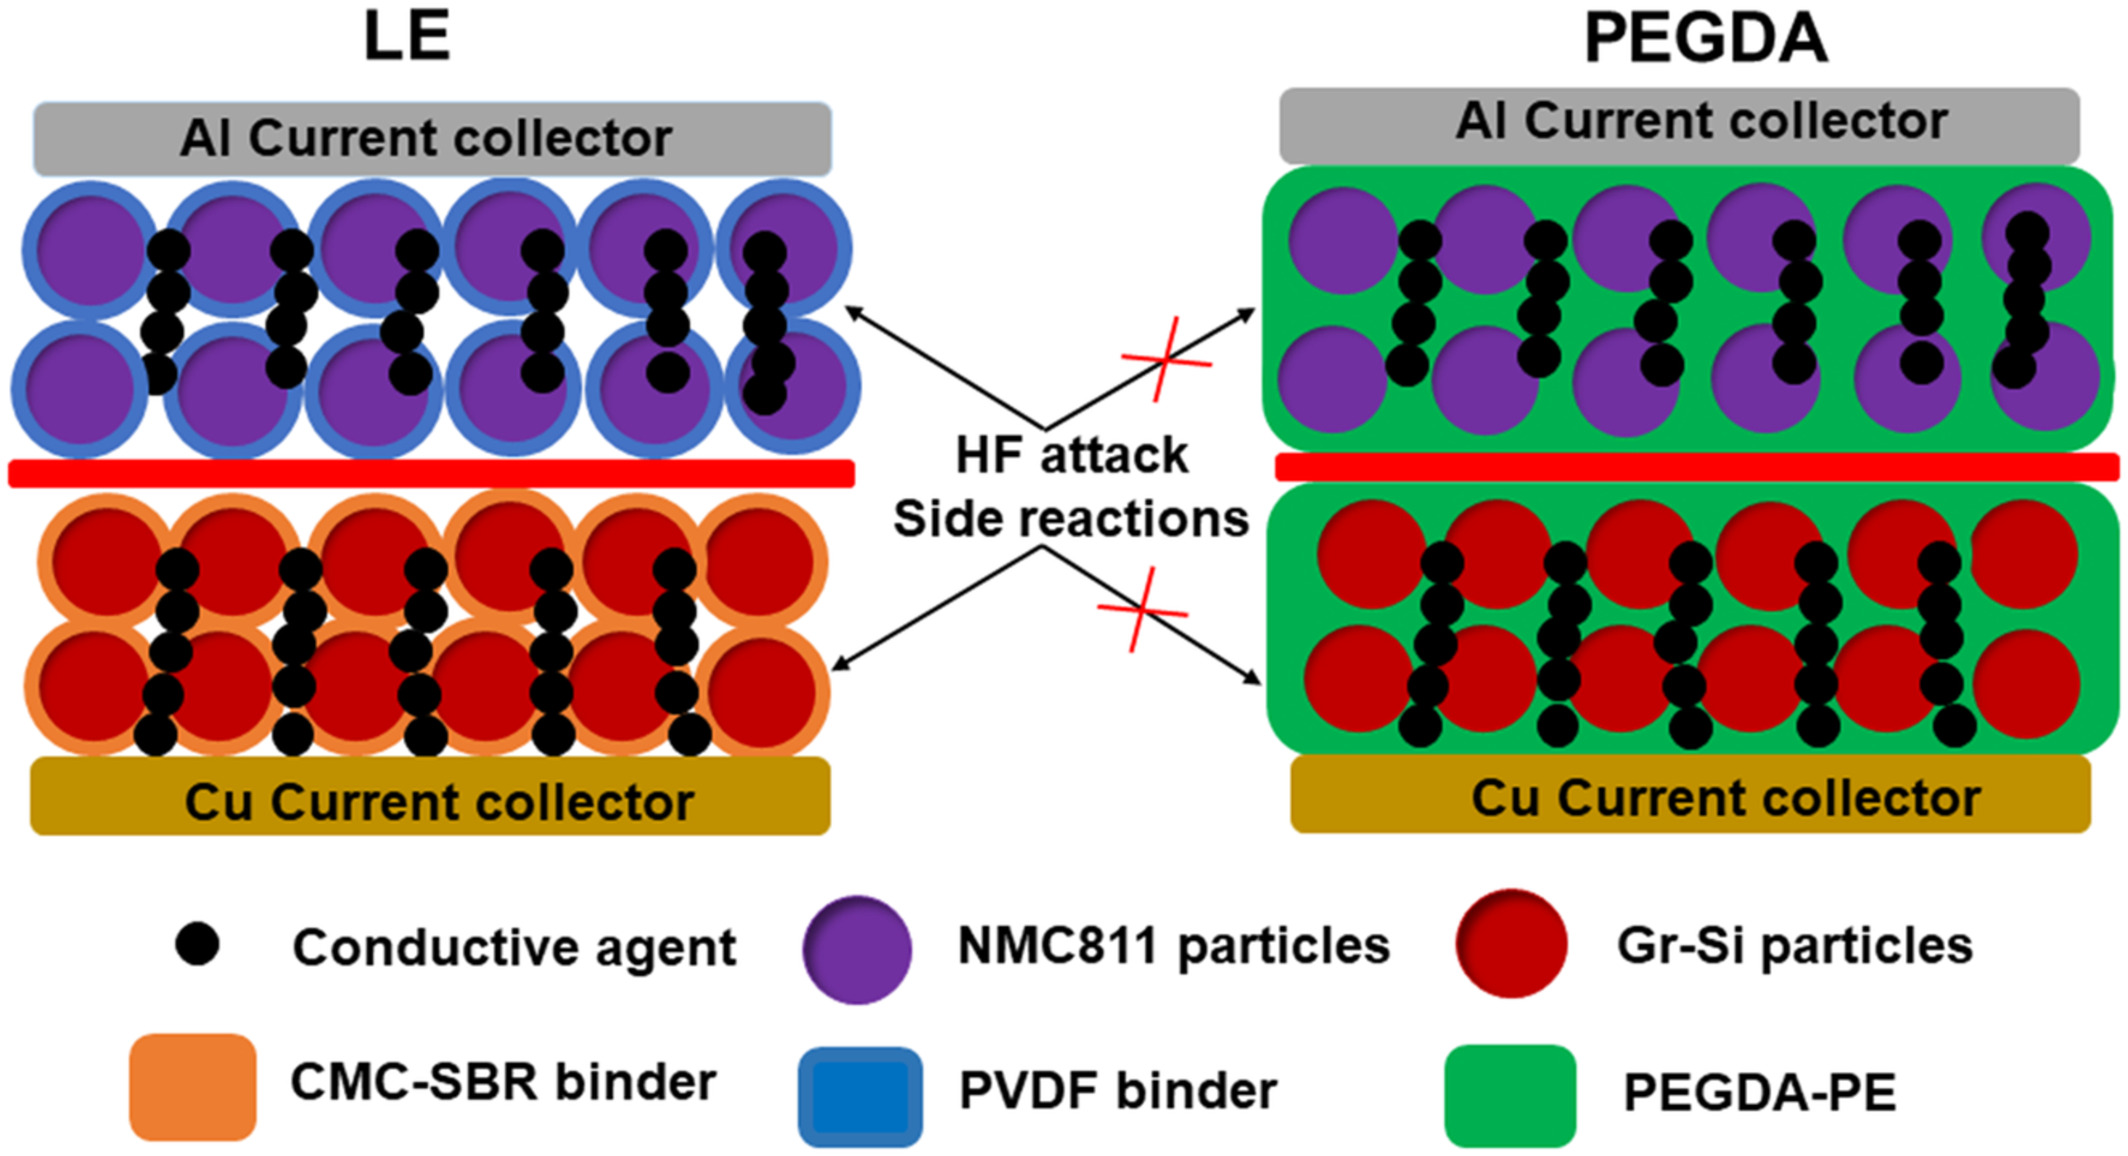 LE
PEGDA
Al Current collector
Al Current collector
HF attack
Side reactions
Cu Current collector
Cu Current collector
Conductive agent
NMC811 particles
Gr-Si particles
CMC-SBR binder
PVDF binder
PEGDA-PE